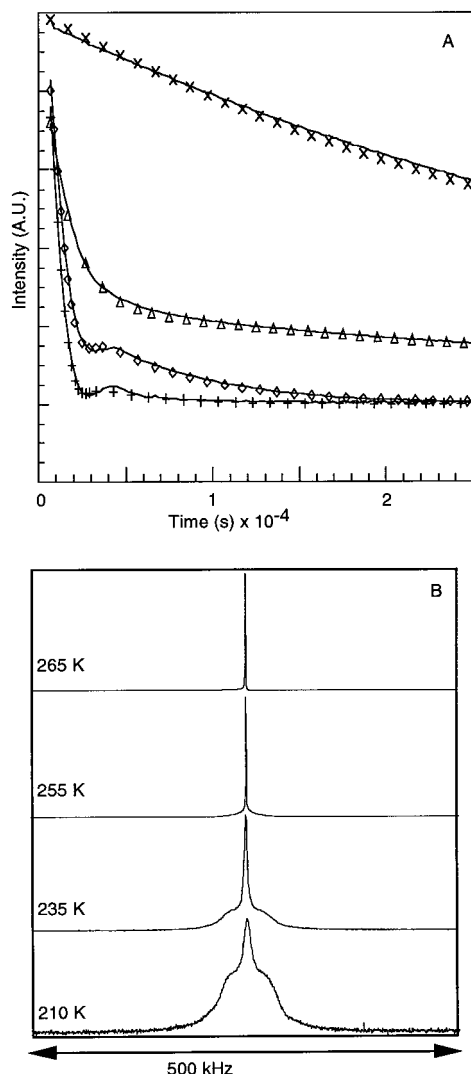 A
Intensity (A.U.)
0
1
2
Time (s) x 10-4
B
265 K
255 K
235 K
210 K
500 kHz